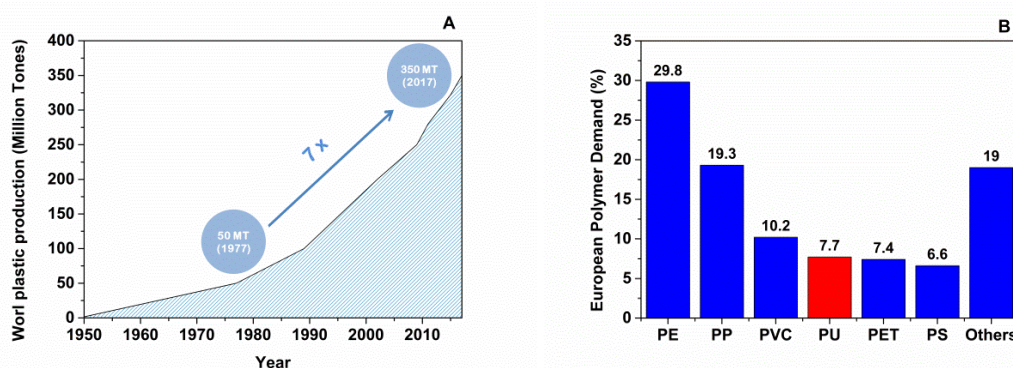 A
Worl plastic production (Million Tones)
400
350
300
250
200
150
100
50
0
350 MT
(2017)
7 x
50 MT
(1977)
1950 1960 1970 1980 1990 2000 2010
Year
B
European Polymer Demand (%)
35
30
25
20
15
10
5
0
29.8
19.3
10.2
7.7
7.4
6.6
19
PE PP PVC PU PET PS Others